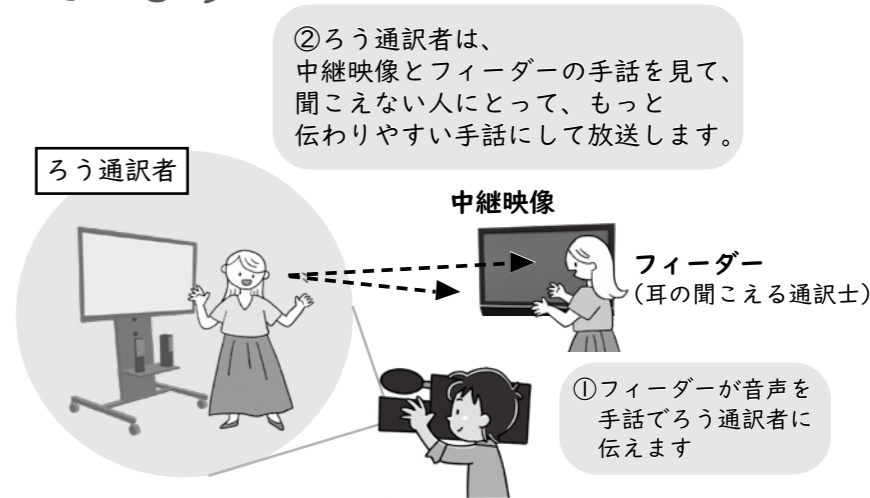 ②ろう通訳者は、
中継映像とフィーダーの手話を見て、
聞こえない人にとって、もっと
伝わりやすい手話にして放送します。
ろう通訳者
中継映像
フィーダー
(耳の聞こえる通訳士)
①フィーダーが音声を
手話でろう通訳者に
伝えます